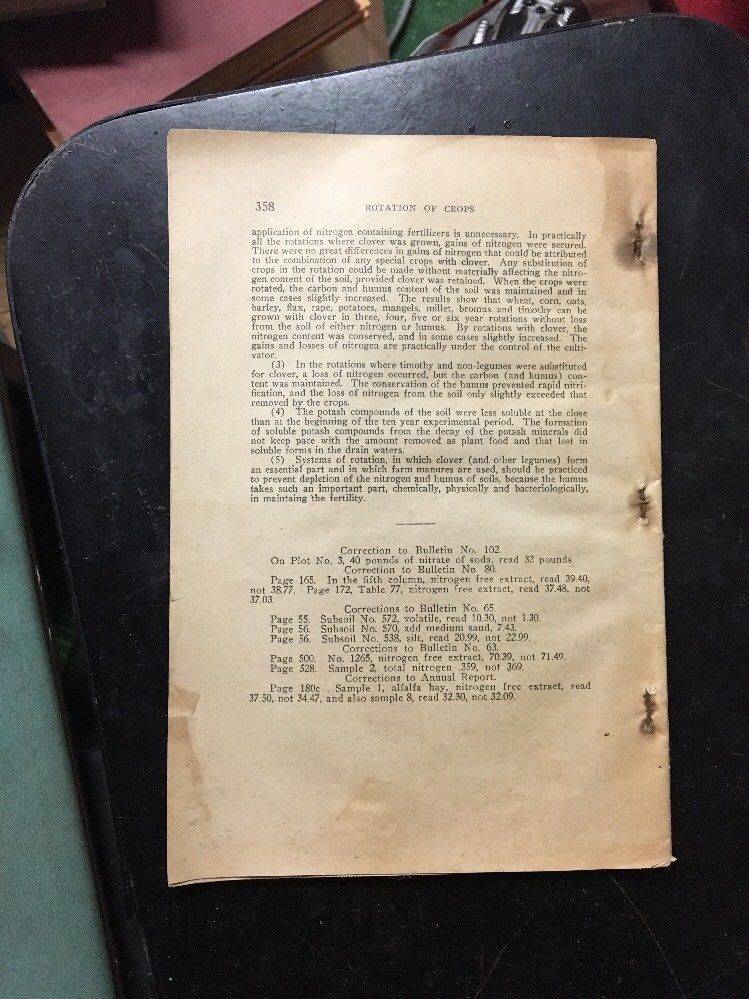 358 ROTATION OF CROPS
application of nitrogen containing fertilizers is unnecessary. In practically
all the rotations where clover was grown, gains of nitrogen were secured.
There were no great differences in gains of nitrogen that could be attributed
to the combination of any special crops with clover. Any substitution of
crops in the rotation could be made without materially affecting the nitro-
gen content of the soil, provided clover was retained. When the crops were
rotated, the carbon and humus content of the soil was maintained and in
some cases slightly increased. The results show that wheat, corn, oats,
barley, flax, rape, potatoes, mangels, millet, bromus and timothy can be
grown with clover in three, four, five or six year rotations without loss
from the soil of either nitrogen or humus. By rotations with clover, the
nitrogen content was conserved, and in some cases slightly increased. The
gains and losses of nitrogen are practically under the control of the culti-
vator.
(3) In the rotations where timothy and non-legumes were substituted
for clover, a loss of nitrogen occurred, but the carbon (and humus) con-
tent was maintained. The conservation of the humus prevented rapid nitri-
fication, and the loss of nitrogen from the soil only slightly exceeded that
removed by the crops.
(4) The potash compounds of the soil were less soluble at the close
than at the beginning of the ten year experimental period. The formation
of soluble potash compounds from the decay of the potash minerals did
not keep pace with the amount removed as plant food and that lost in
soluble forms in the drain waters.
(5) Systems of rotation, in which clover (and other legumes) form
an essential part and in which farm manures are used, should be practiced
to prevent depletion of the nitrogen and humus of soils, because the humus
takes such an important part, chemically, physically and bacteriologically,
in maintaing the fertility.
Correction to Bulletin No. 102.
On Plot No. 3, 40 pounds of nitrate of soda, read 32 pounds.
Correction to Bulletin No. 80.
Page 165. In the fifth column, nitrogen free extract, read 39.40,
not 38.77. Page 172, Table 77, nitrogen free extract, read 37.48, not
37.03.
Corrections to Bulletin No. 65.
Page 55. Subsoil No. 572, volatile, read 10.30, not 1.30.
Page 56. Subsoil No. 570, add medium sand, 7.43.
Page 56. Subsoil No. 538, silt, read 20.99, not 22.99.
Corrections to Bulletin No. 63.
Page 500. No. 1265, nitrogen free extract, 70.39, not 71.49.
Page 528. Sample 2, total nitrogen .359, not 369.
Corrections to Annual Report.
Page 180c. Sample 1, alfalfa hay, nitrogen free extract, read
37.50, not 34.47, and also sample 8, read 32.30, not 32.09.